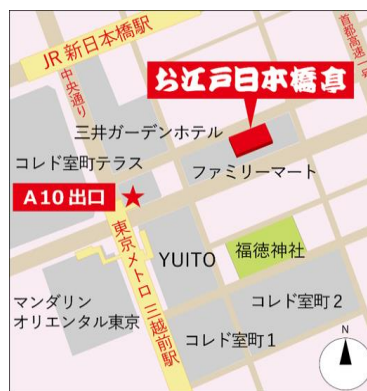 JR 新日本橋駅
中央通り
首都高速一号
お江戸日本橋亭
三井ガーデンホテル
コレド室町テラス
ファミリーマート
A10 出口
東京メトロ 三越前駅
YUITO
福徳神社
マンダリン
オリエンタル東京
コレド室町2
コレド室町1
N